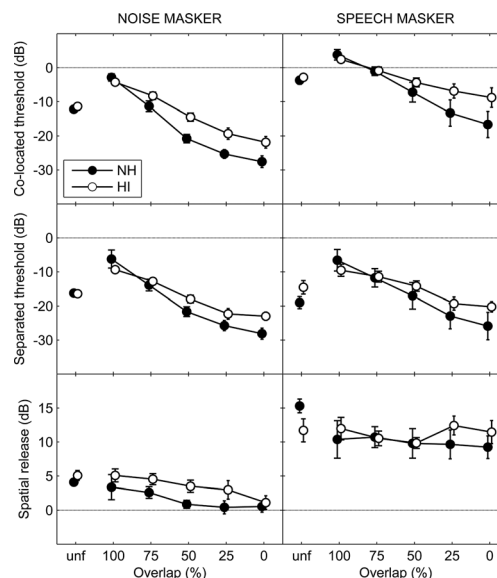 NOISE MASKER
SPEECH MASKER
Co-located threshold (dB)
0
-10
-20
-30
NH
HI
Separated threshold (dB)
0
-10
-20
-30
Spatial release (dB)
15
10
5
0
unf 100 75 50 25 0
unf 100 75 50 25 0
Overlap (%)
Overlap (%)